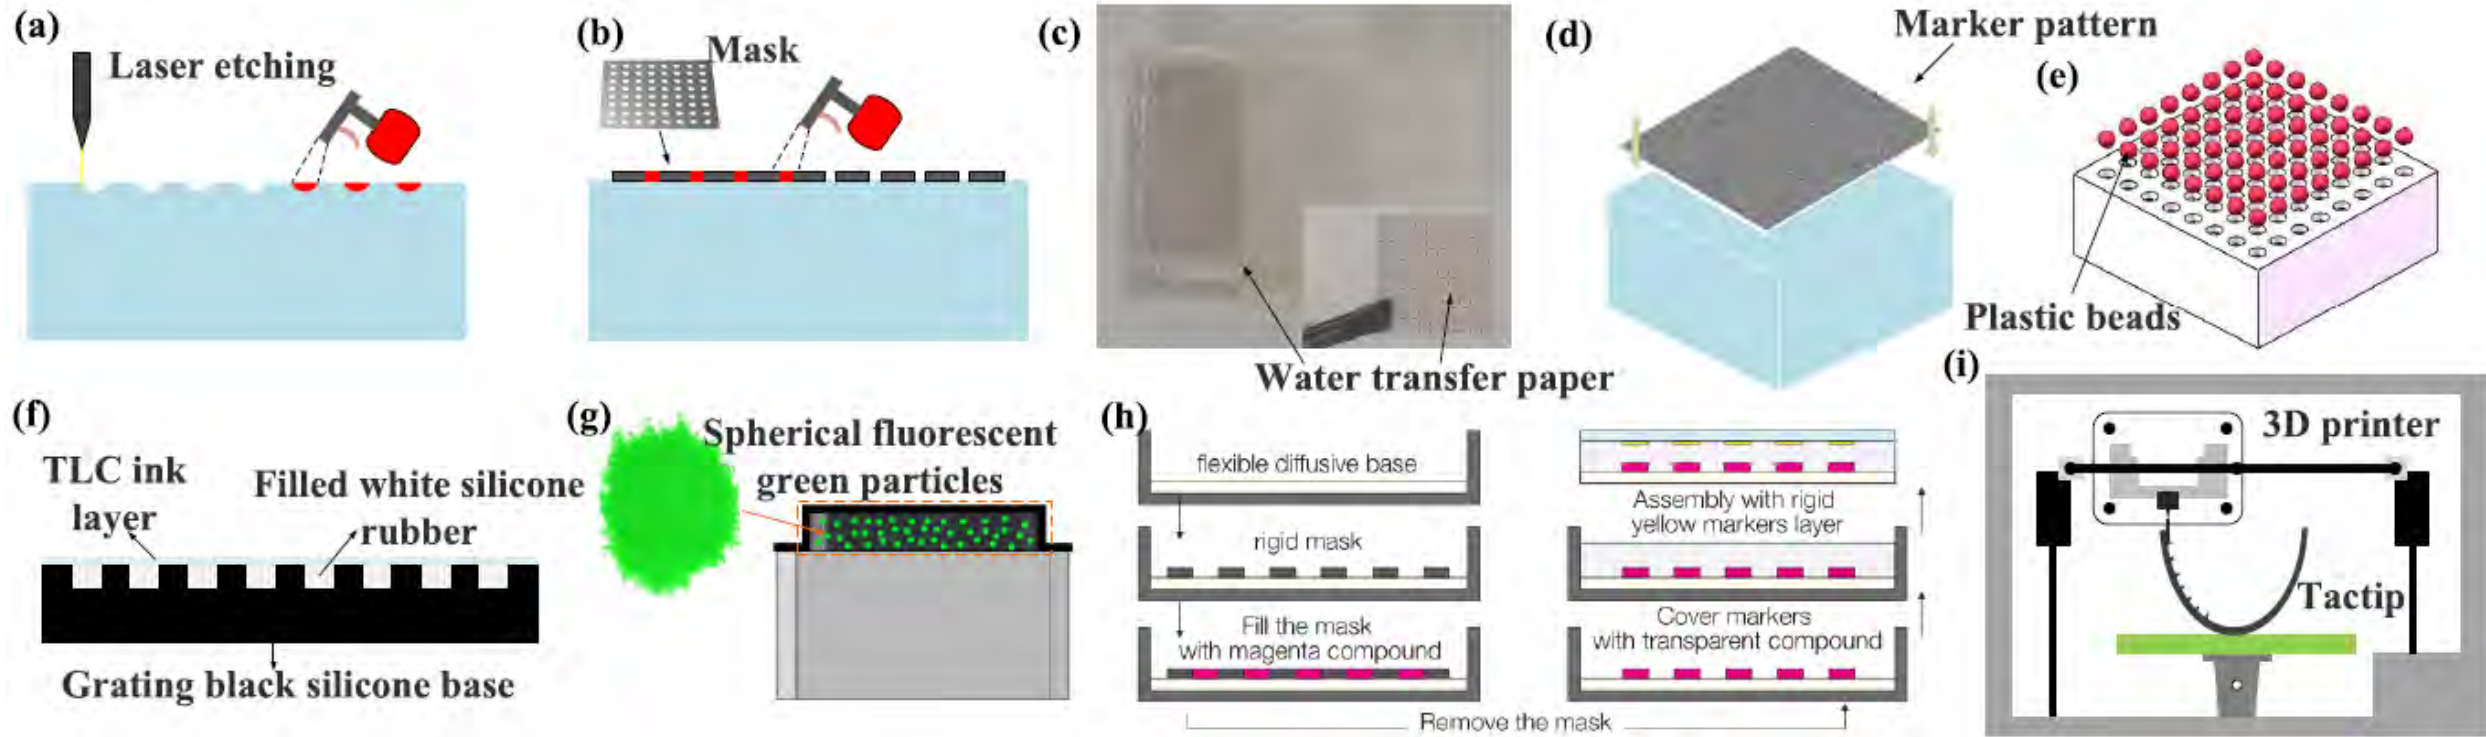 (a)
Laser etching
(b)
Mask
(c)
Water transfer paper
(d)
Marker pattern
(e)
Plastic beads
(f)
TLC ink
layer
Filled white silicone
rubber
Grating black silicone base
(g)
Spherical fluorescent
green particles
(h)
flexible diffusive base
rigid mask
Fill the mask
with magenta compound
Remove the mask
Cover markers
with transparent compound
Assembly with rigid
yellow markers layer
(i)
3D printer
Tactip